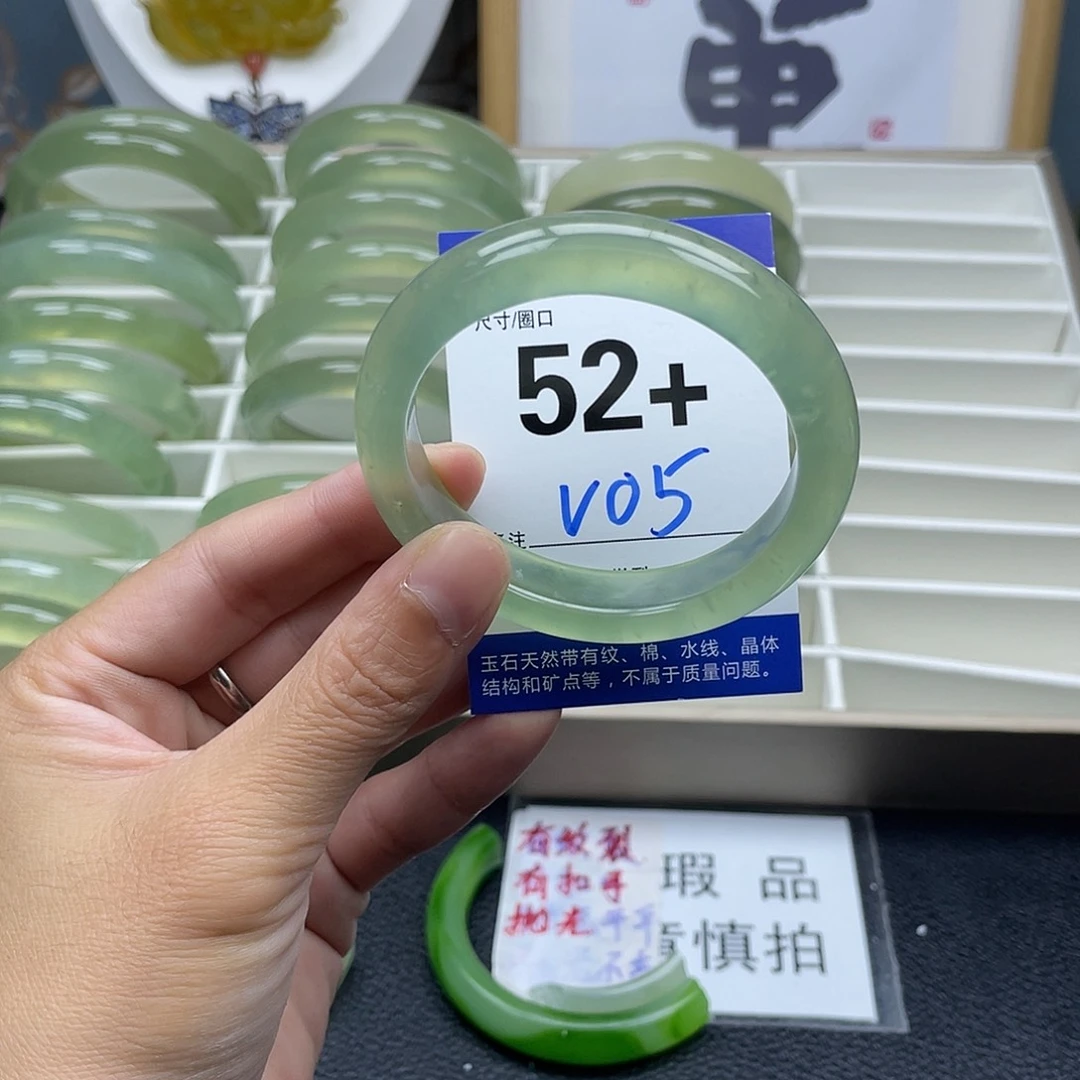 尺寸/圈口
52+
V05
注
玉石天然带有纹、棉、水线、晶体
结构和矿点等，不属于质量问题。
有纹裂
有扣手
抛光
瑕品
慎拍